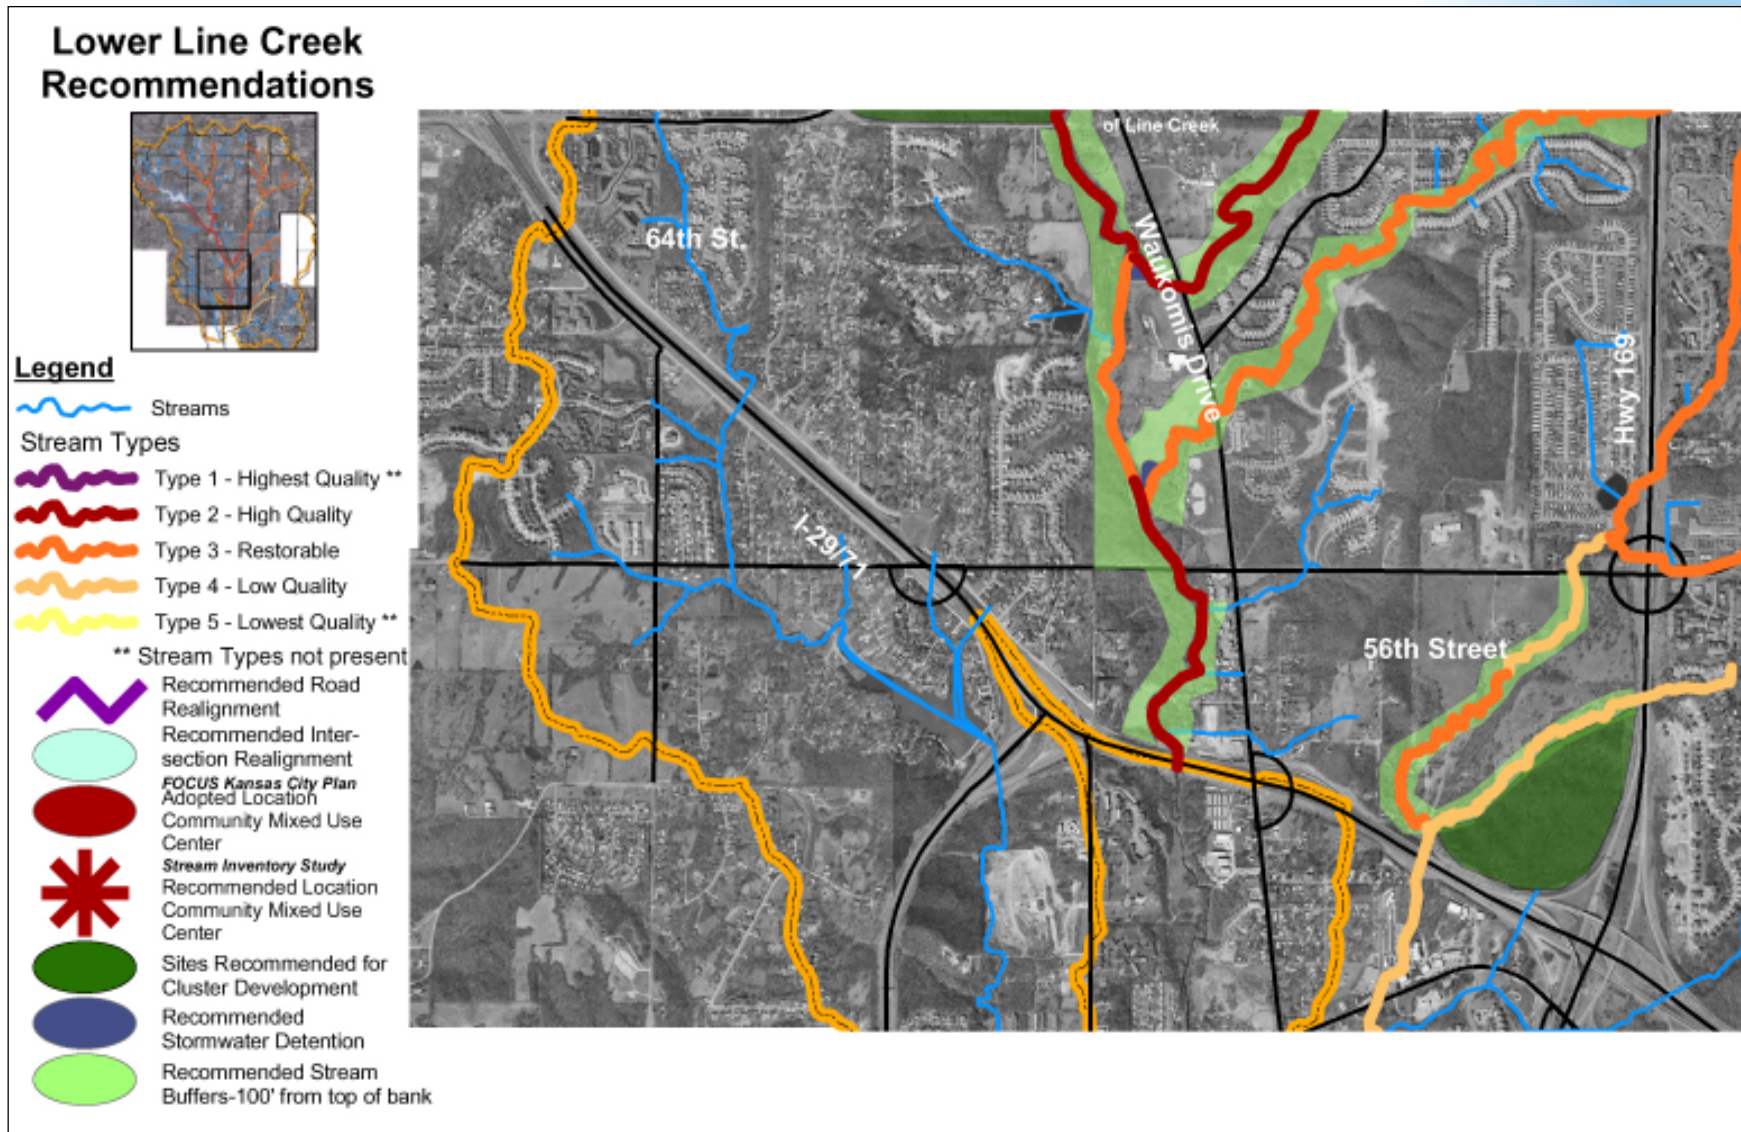 Lower Line Creek
Recommendations
Legend
Streams
Stream Types
Type 1 - Highest Quality **
Type 2 - High Quality
Type 3 - Restorable
Type 4 - Low Quality
Type 5 - Lowest Quality **
** Stream Types not present
Recommended Road
Realignment
Recommended Inter-
section Realignment
FOCUS Kansas City Plan
Adopted Location
Community Mixed Use
Center
Stream Inventory Study
Recommended Location
Community Mixed Use
Center
Sites Recommended for
Cluster Development
Recommended
Stormwater Detention
Recommended Stream
Buffers-100' from top of bank
of Line Creek
64th St.
Waukomis Drive
Hwy 169
I-29/71
56th Street